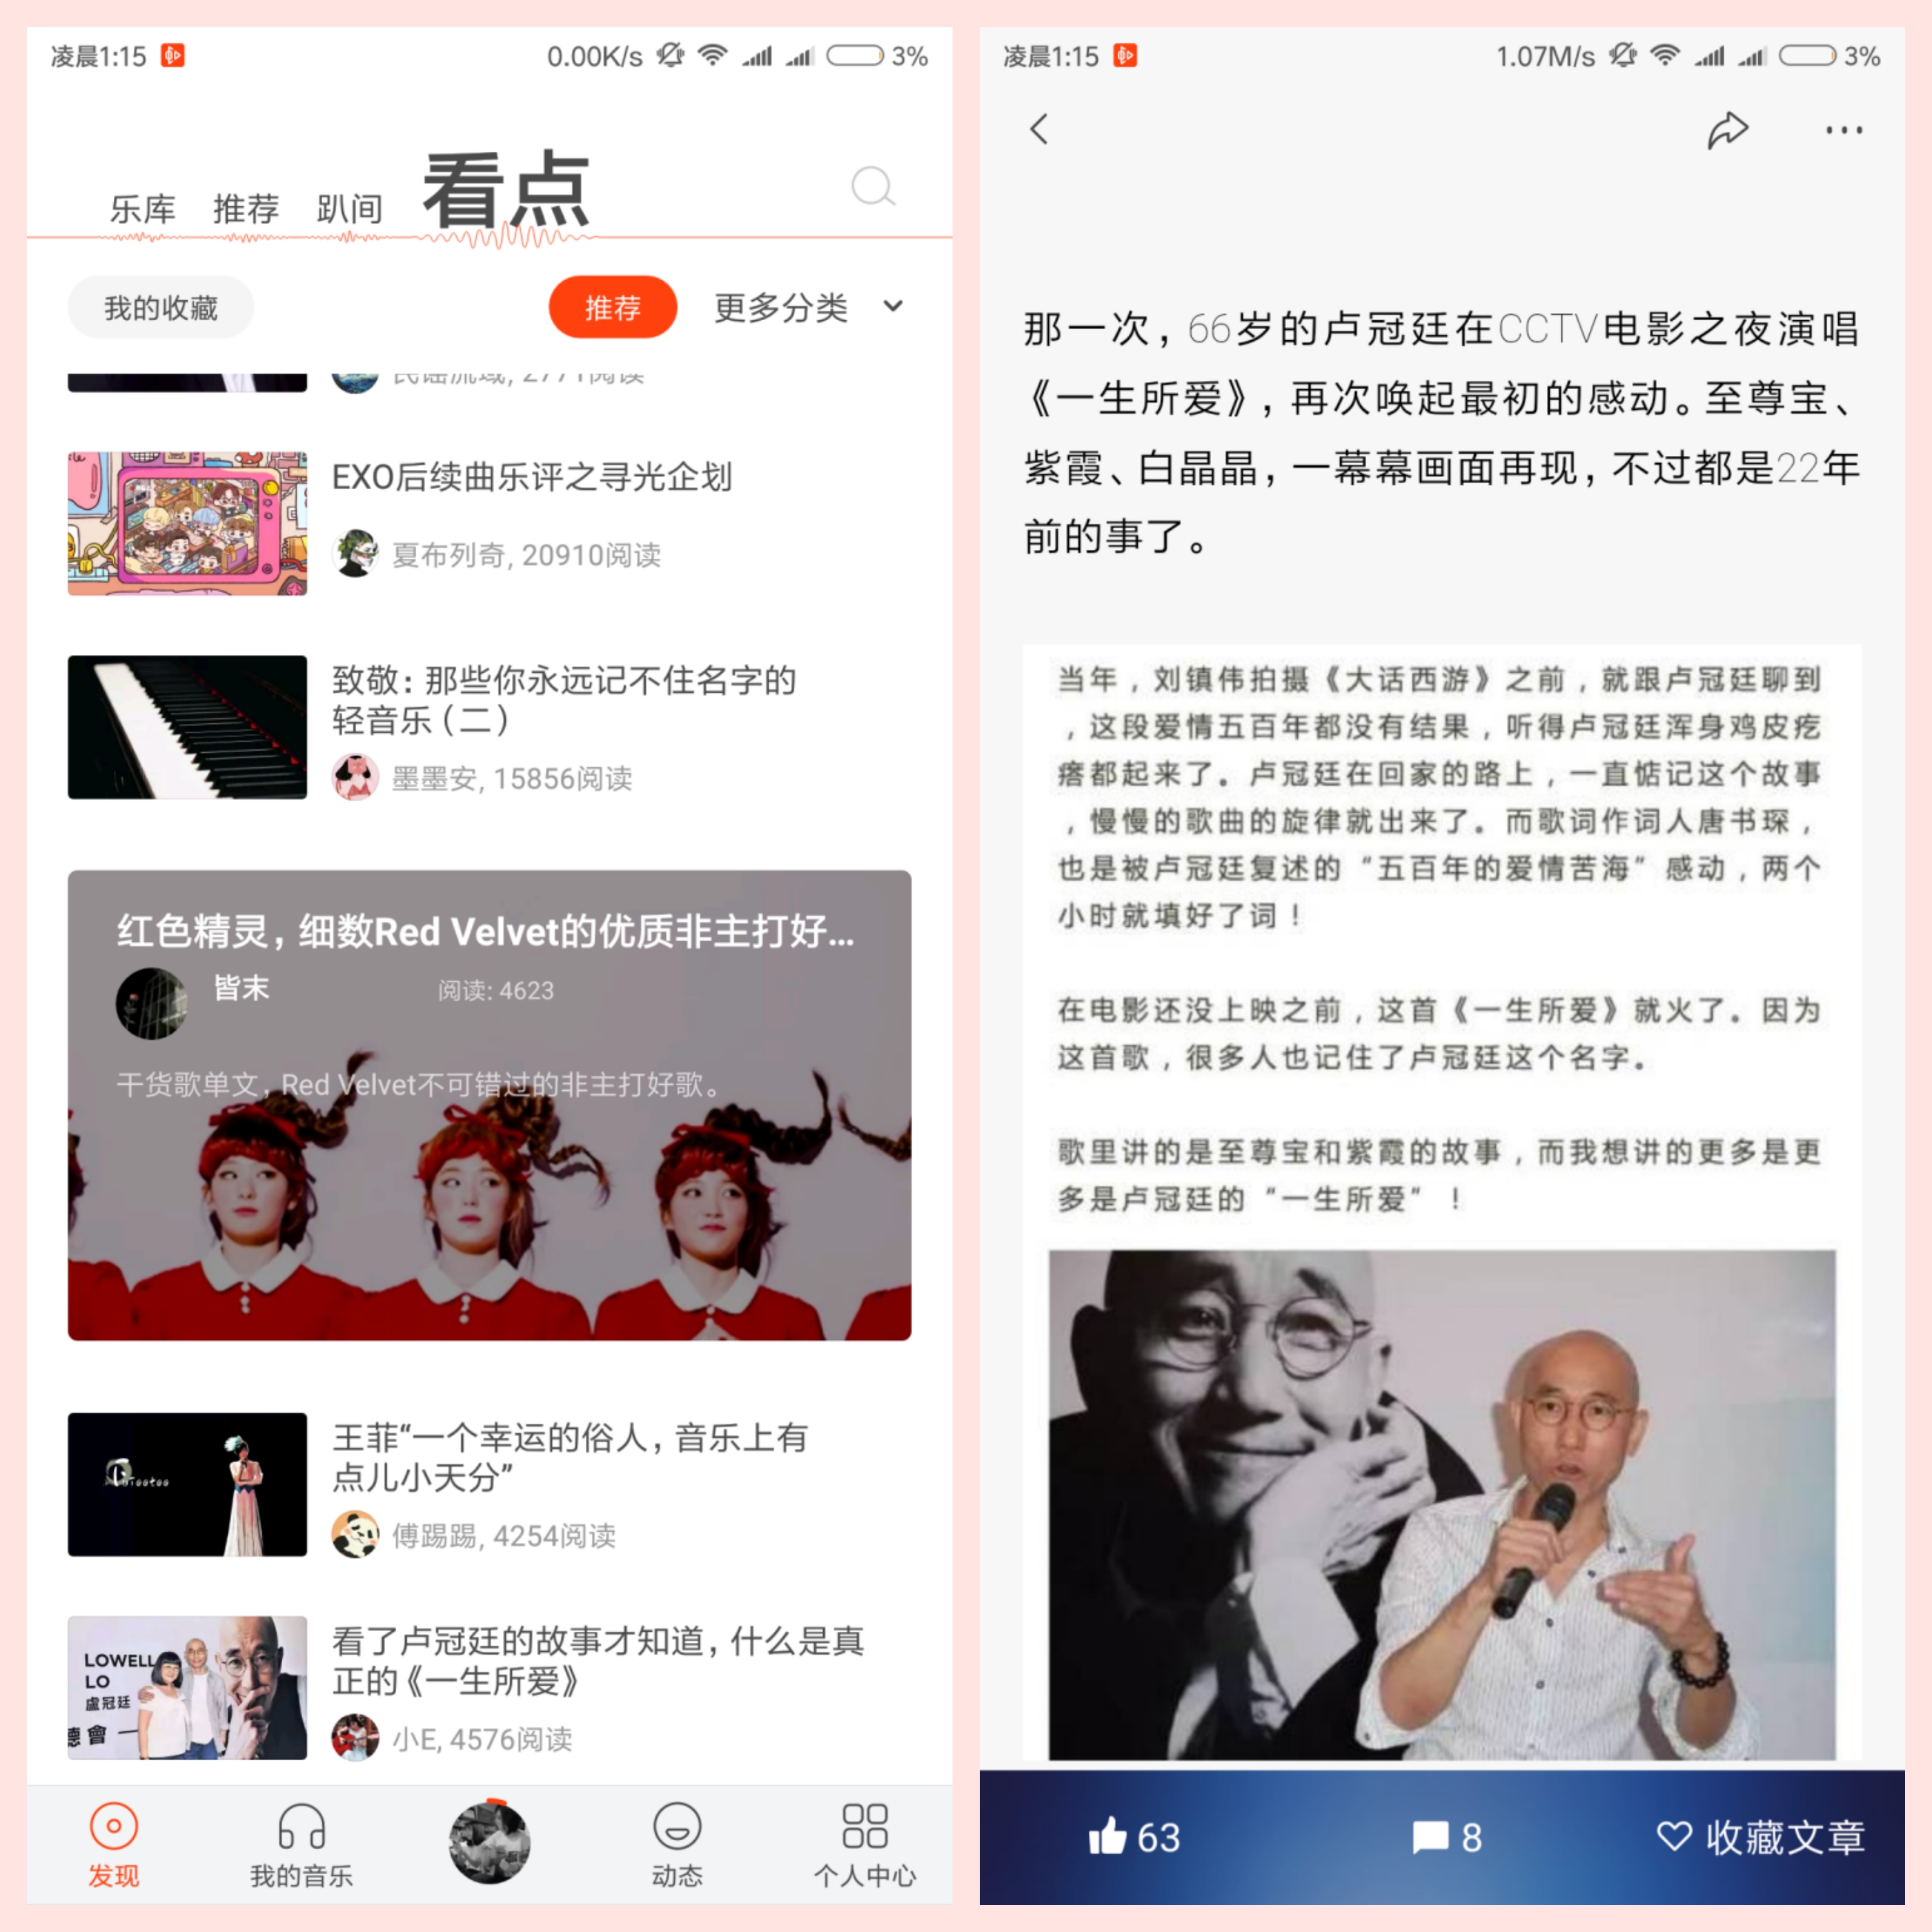 凌晨1:15
0.00K/s
3%
乐库 推荐 趴间 看点
我的收藏
推荐
更多分类
民谣流域, 2771阅读
EXO后续曲乐评之寻光企划
夏布列奇, 20910阅读
致敬：那些你永远记不住名字的
轻音乐（二）
墨墨安, 15856阅读
红色精灵，细数Red Velvet的优质非主打好...
皆末
阅读: 4623
干货歌单文，Red Velvet不可错过的非主打好歌。
王菲“一个幸运的俗人，音乐上有
点儿小天分”
傅踢踢, 4254阅读
LOWELL
LO
盧冠廷
德會一
看了卢冠廷的故事才知道，什么是真
正的《一生所爱》
小E, 4576阅读
发现
我的音乐
动态
个人中心
凌晨1:15
1.07M/s
3%
那一次，66岁的卢冠廷在CCTV电影之夜演唱
《一生所爱》，再次唤起最初的感动。至尊宝、
紫霞、白晶晶，一幕幕画面再现，不过都是22年
前的事了。
当年，刘镇伟拍摄《大话西游》之前，就跟卢冠廷聊到
，这段爱情五百年都没有结果，听得卢冠廷浑身鸡皮疙
瘩都起来了。卢冠廷在回家的路上，一直惦记这个故事
，慢慢的歌曲的旋律就出来了。而歌词作词人唐书琛，
也是被卢冠廷复述的“五百年的爱情苦海”感动，两个
小时就填好了词！
在电影还没上映之前，这首《一生所爱》就火了。因为
这首歌，很多人也记住了卢冠廷这个名字。
歌里讲的是至尊宝和紫霞的故事，而我想讲的更多是更
多是卢冠廷的“一生所爱”！
63
8
收藏文章